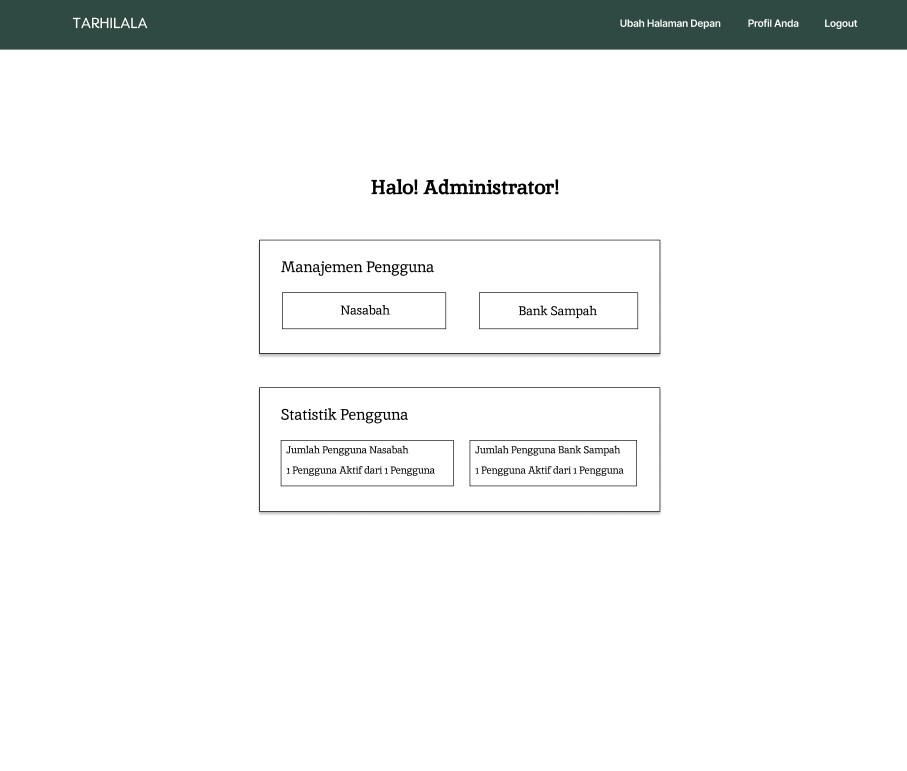 TARHILALA
Ubah Halaman Depan Profil Anda Logout
Halo! Administrator!
Manajemen Pengguna
Nasabah
Bank Sampah
Statistik Pengguna
Jumlah Pengguna Nasabah
1 Pengguna Aktif dari 1 Pengguna
Jumlah Pengguna Bank Sampah
1 Pengguna Aktif dari 1 Pengguna